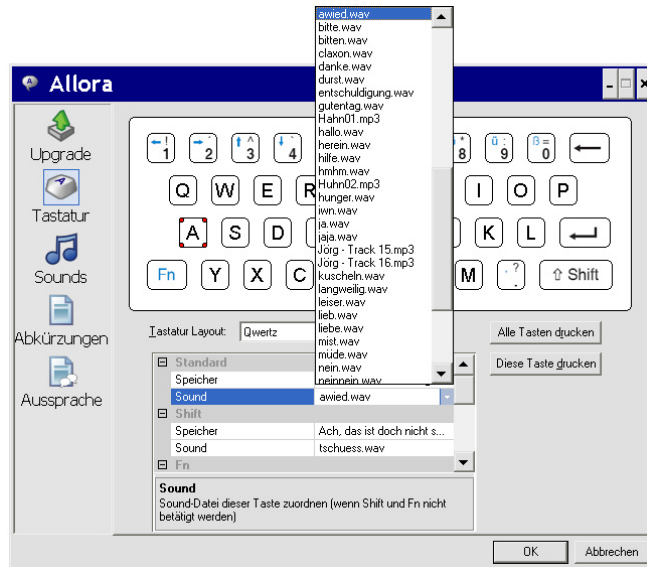 awied.wav
bitte.wav
bitten.wav
claxon.wav
danke.wav
durst.wav
entschuldigung.wav
gutentag.wav
Hahn01.mp3
hallo.wav
herein.wav
hilfe.wav
hmhm.wav
Huhn02.mp3
hunger.wav
iwn.wav
ja.wav
jaja.wav
Jörg - Track 15.mp3
Jörg - Track 16.mp3
kuscheln.wav
langweilig.wav
leiser.wav
lieb.wav
liebe.wav
mist.wav
müde.wav
nein.wav
neinnein.wav
Allora
Upgrade
Tastatur
Sounds
Abkürzungen
Aussprache
! 1 2 ^ 3 4 * 8 ü : 9 ß = 0
Q W E R I O P
A S D K L
Fn Y X C M . ? Shift
Tastatur Layout: Qwertz
Alle Tasten drucken
Diese Taste drucken
Standard
Speicher
Sound awied.wav
Shift
Speicher Ach, das ist doch nicht s...
Sound tschuess.wav
Fn
Sound
Sound-Datei dieser Taste zuordnen (wenn Shift und Fn nicht
betätigt werden)
OK Abbrechen